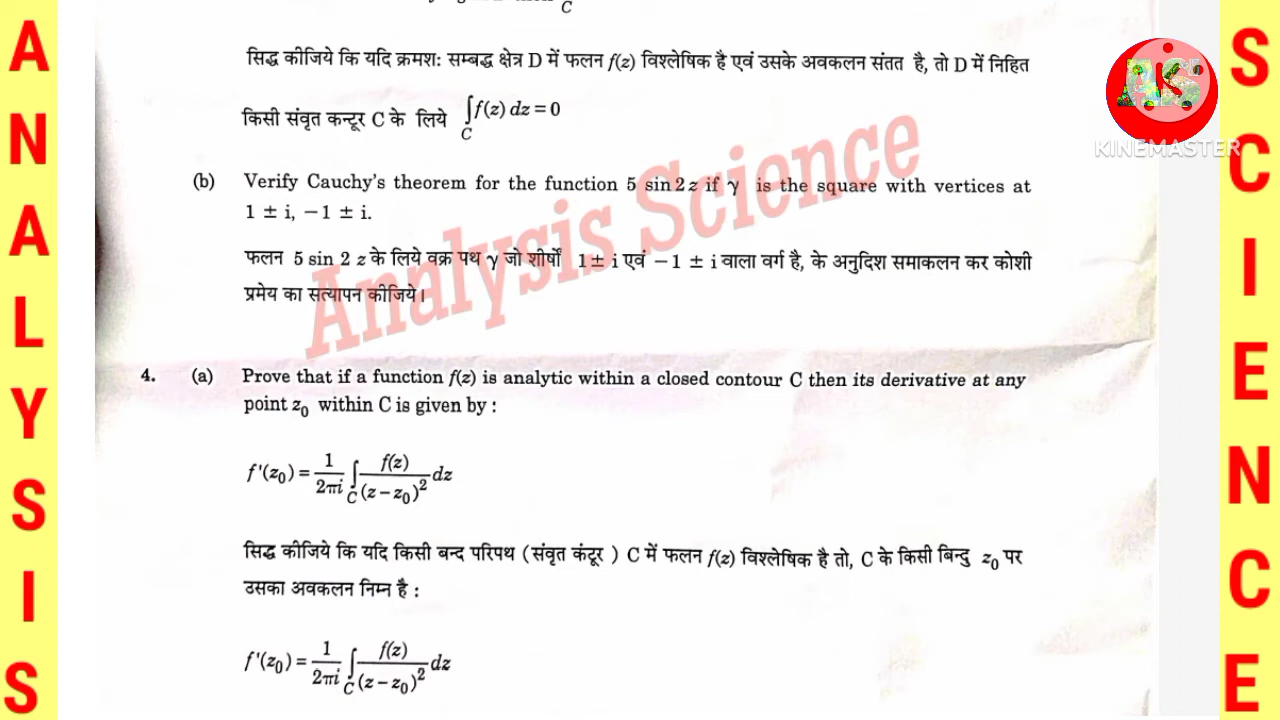 C
सिद्ध कीजिये कि यदि क्रमश: सम्बद्ध क्षेत्र D में फलन f(z) विश्लेषिक है एवं उसके अवकलन संतत है, तो D में निहित
किसी संवृत कन्टूर C के लिये ∫_C f(z) dz = 0
(b) Verify Cauchy's theorem for the function 5 sin 2 z if γ is the square with vertices at
1 ± i, −1 ± i.
फलन 5 sin 2 z के लिये वक्र पथ γ जो शीर्षों 1 ± i एवं − 1 ± i वाला वर्ग है, के अनुदिश समाकलन कर कोशी
प्रमेय का सत्यापन कीजिये।
4. (a) Prove that if a function f(z) is analytic within a closed contour C then its derivative at any
point z₀ within C is given by :
f '(z₀) = 1/2πi ∫_C f(z)/(z − z₀)² dz
सिद्ध कीजिये कि यदि किसी बन्द परिपथ (संवृत कंटूर ) C में फलन f(z) विश्लेषिक है तो, C के किसी बिन्दु z₀ पर
उसका अवकलन निम्न है :
f '(z₀) = 1/2πi ∫_C f(z)/(z − z₀)² dz
Analysis Science
ANALYSIS
SCIENCE
AKS
KINEMASTER